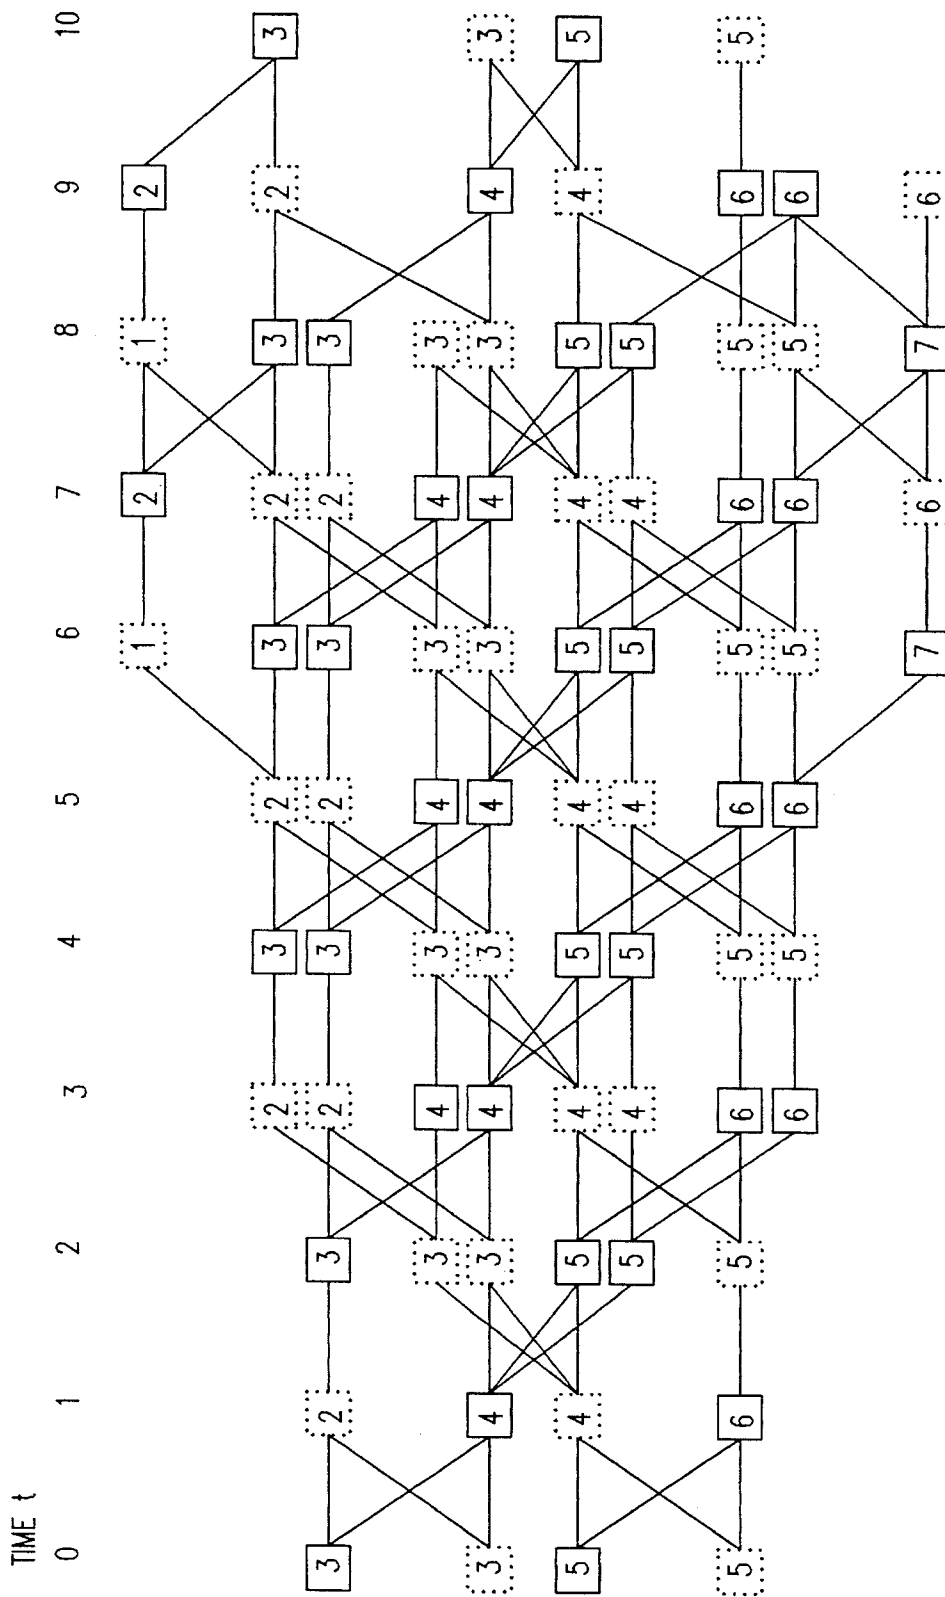 TIME t
0 1 2 3 4 5 6 7 8 9 10
1 2 1 2
2 3 2 3 2 3 2 3
3 2 3 2 3 2 3 2 3
3 4 3 4 3 4 3
3 4 3 4 3 4 3 4 3 4 3
5 4 5 4 5 4 5 4 5 4 5
5 4 5 4 5 4 5
5 6 5 6 5 6 5 6 5 6 5
6 5 6 5 6 5 6
7 6 7 6